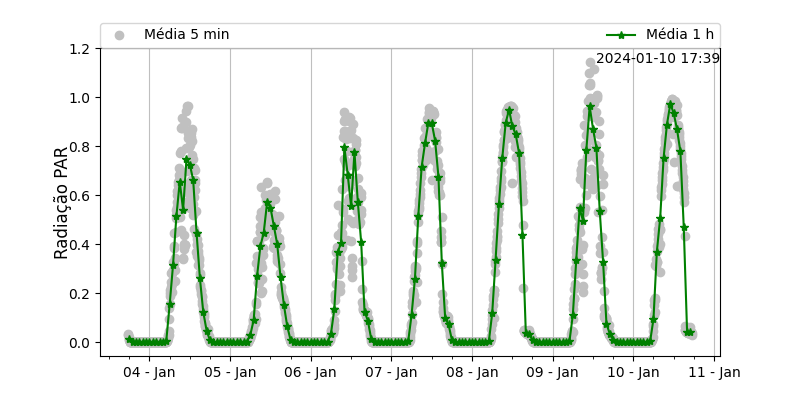 Média 5 min
Média 1 h
2024-01-10 17:39
Radiação PAR
1.2
1.0
0.8
0.6
0.4
0.2
0.0
04 - Jan
05 - Jan
06 - Jan
07 - Jan
08 - Jan
09 - Jan
10 - Jan
11 - Jan